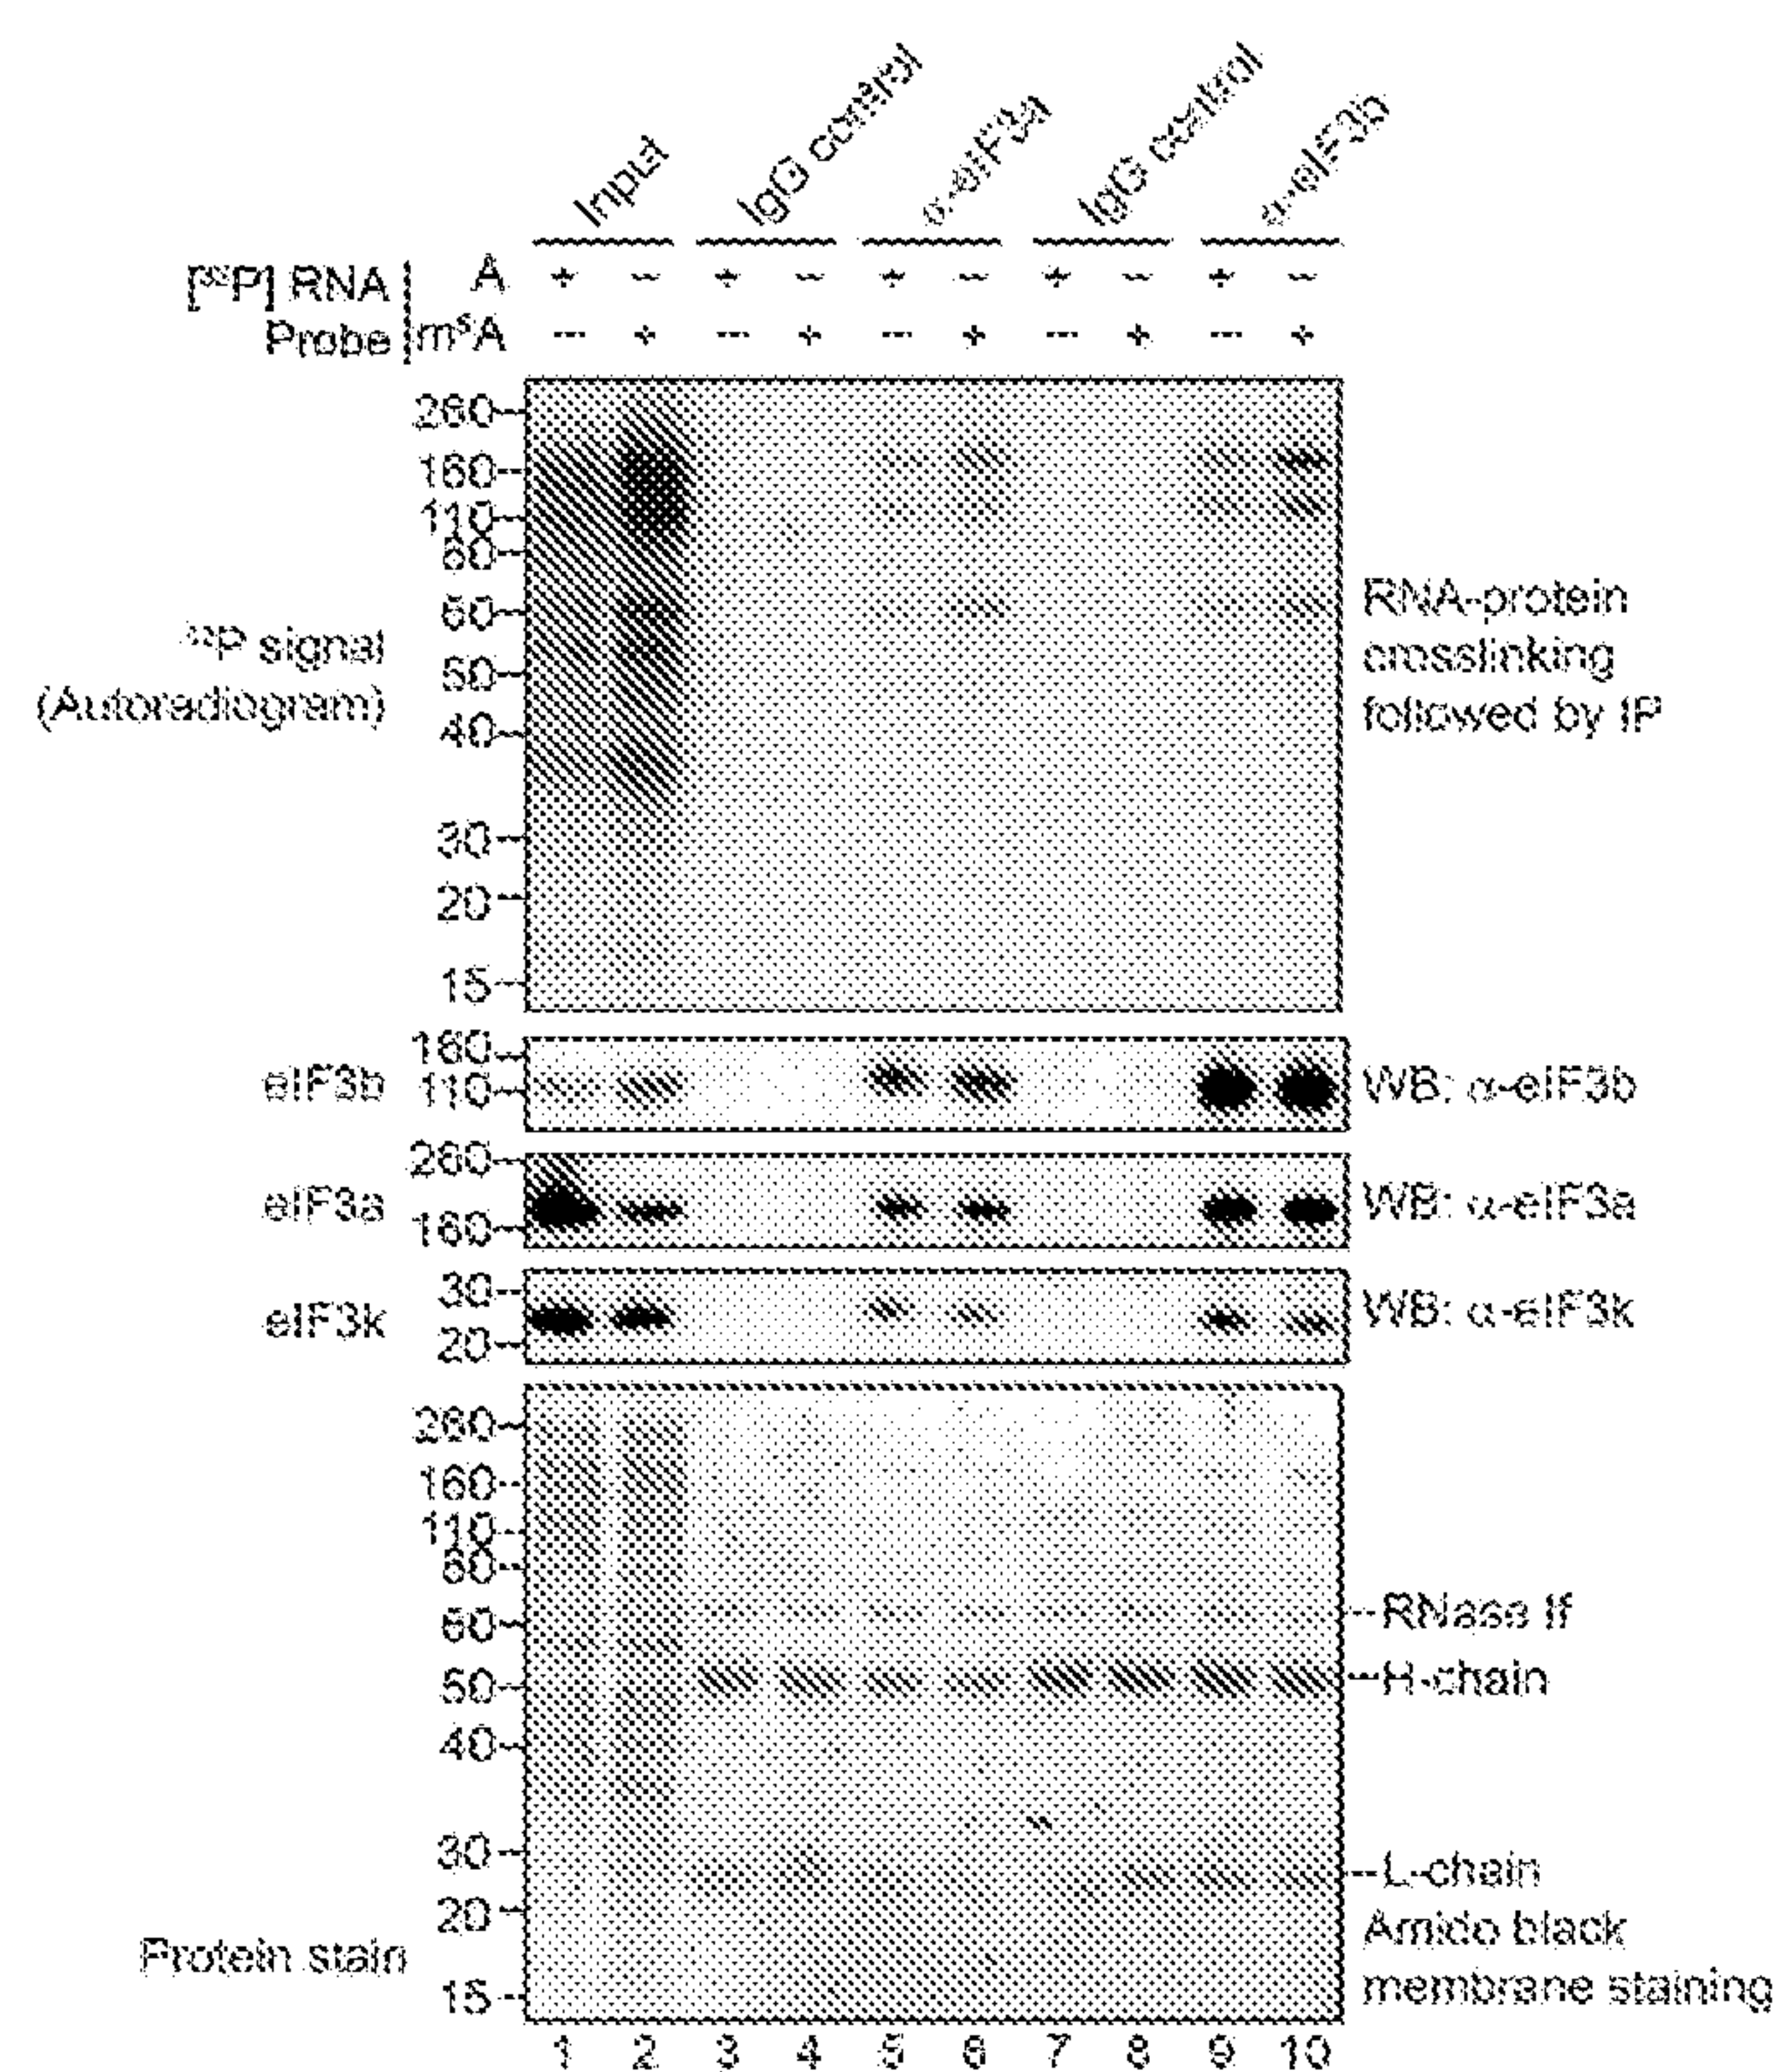 Input
IgG control
α-eIF3a
IgG control
α-eIF3b
[³²P] RNA
Probe
A + -- + -- + -- + -- + --
m⁶A --- + --- + --- + --- + --- +
260
160
110
80
60
50
40
30
20
15
³²P signal
(Autoradiogram)
RNA-protein
crosslinking
followed by IP
eIF3b
160
110
WB: α-eIF3b
eIF3a
260
160
WB: α-eIF3a
eIF3k
30
20
WB: α-eIF3k
260
160
110
80
60
50
40
30
20
15
RNase If
H-chain
L-chain
Protein stain
Amido black
membrane staining
1 2 3 4 5 6 7 8 9 10